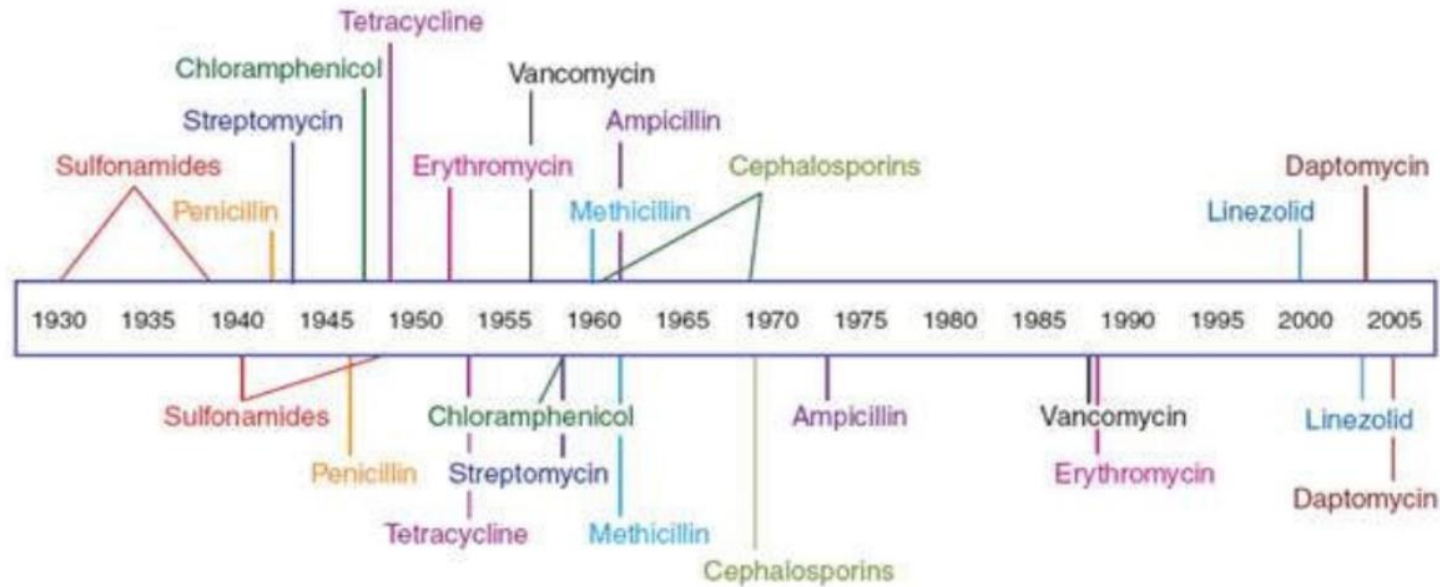 Tetracycline
Chloramphenicol
Vancomycin
Streptomycin
Ampicillin
Sulfonamides
Erythromycin
Cephalosporins
Daptomycin
Penicillin
Methicillin
Linezolid
1930 1935 1940 1945 1950 1955 1960 1965 1970 1975 1980 1985 1990 1995 2000 2005
Sulfonamides
Chloramphenicol
Ampicillin
Vancomycin
Linezolid
Penicillin
Streptomycin
Erythromycin
Daptomycin
Tetracycline
Methicillin
Cephalosporins